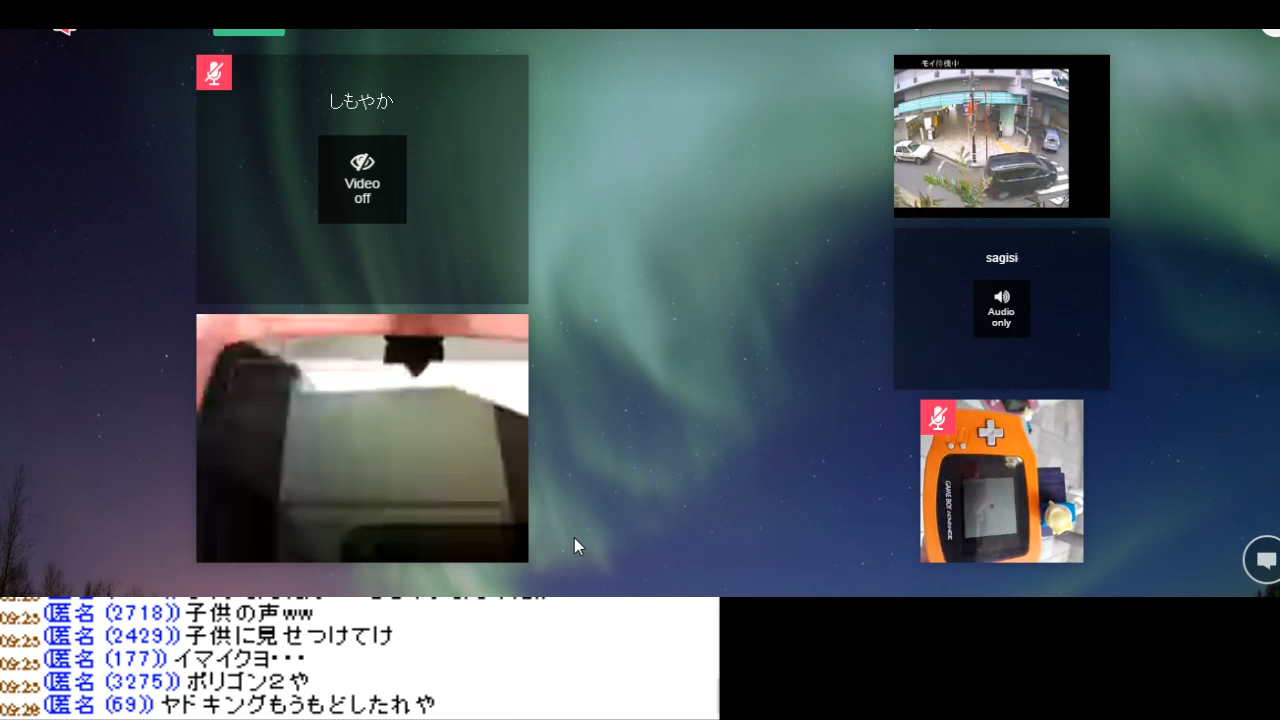 しもやか
Video
off
モイ待機中
sagisi
Audio
only
GAME BOY ADVANCE
09:25 (匿名 (2718)) 子供の声ww
09:25 (匿名 (2429)) 子供に見せつけてけ
09:25 (匿名 (177)) イマイクヨ・・・
09:25 (匿名 (3275)) ポリゴン2や
09:28 (匿名 (69)) ヤドキングもうもどしたれや